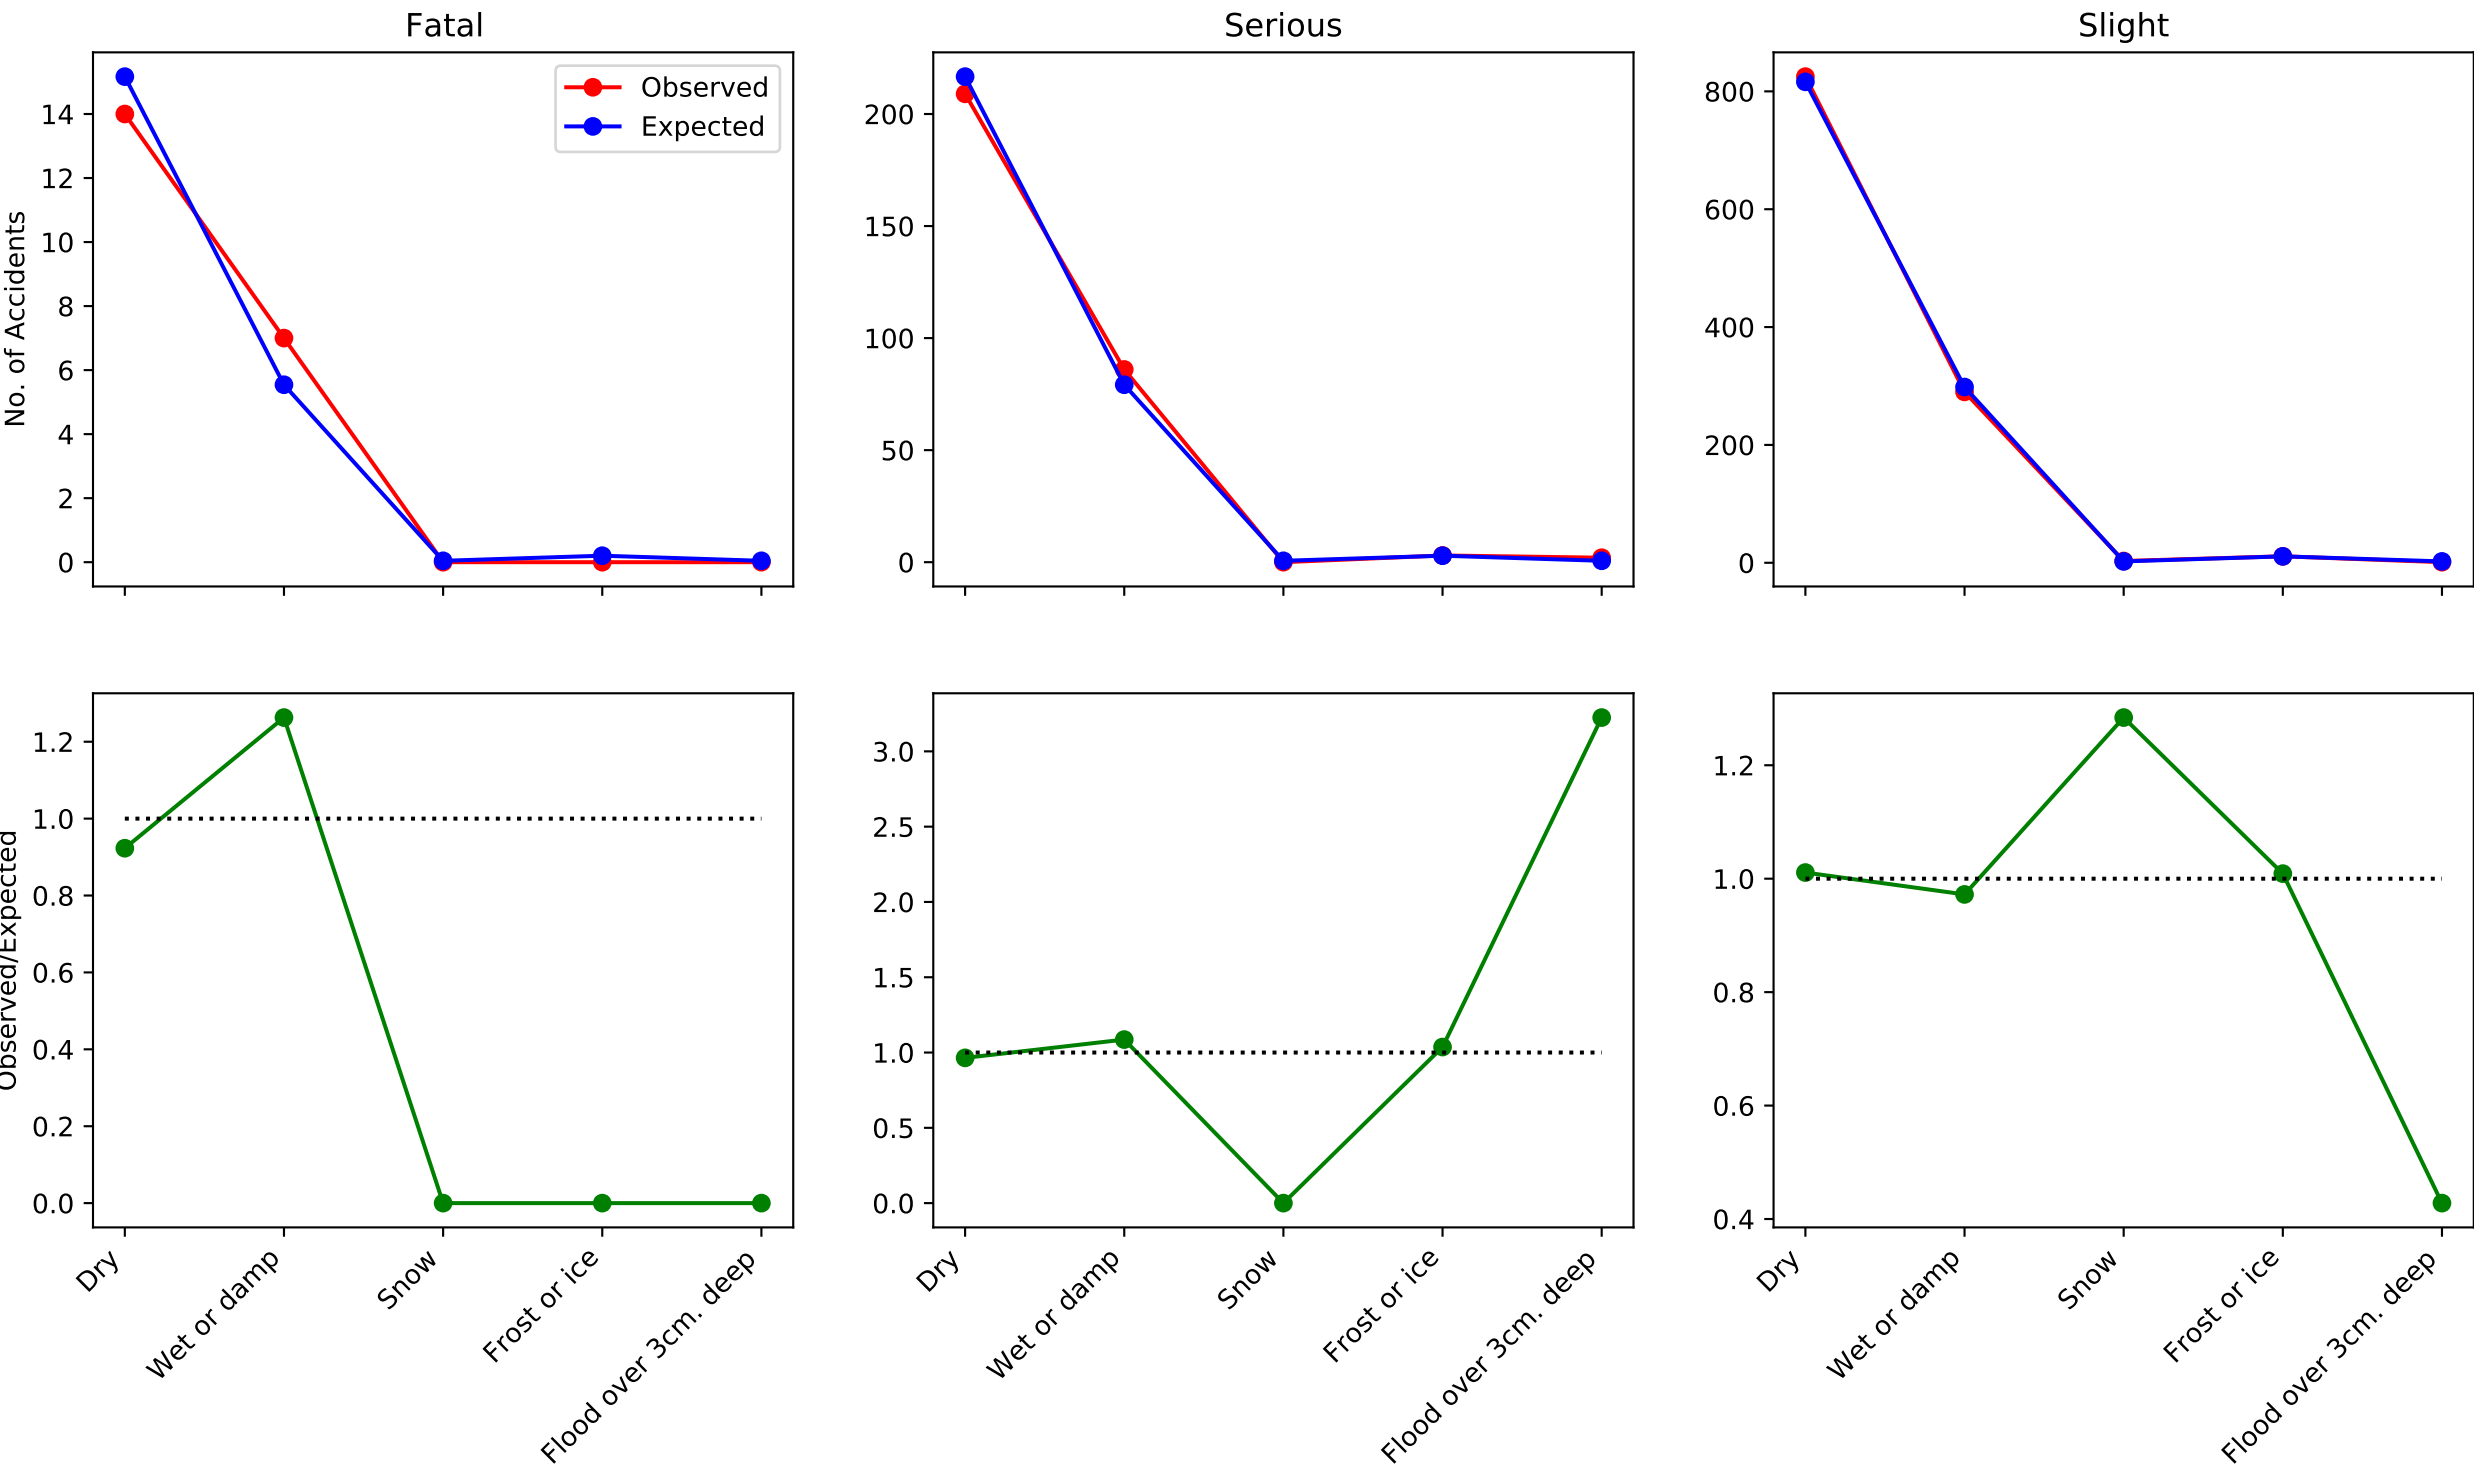 Fatal
Serious
Slight
No. of Accidents
14
12
10
8
6
4
2
0
Observed
Expected
200
150
100
50
0
800
600
400
200
0
Observed/Expected
1.2
1.0
0.8
0.6
0.4
0.2
0.0
3.0
2.5
2.0
1.5
1.0
0.5
0.0
1.2
1.0
0.8
0.6
0.4
Dry
Wet or damp
Snow
Frost or ice
Flood over 3cm. deep
Dry
Wet or damp
Snow
Frost or ice
Flood over 3cm. deep
Dry
Wet or damp
Snow
Frost or ice
Flood over 3cm. deep